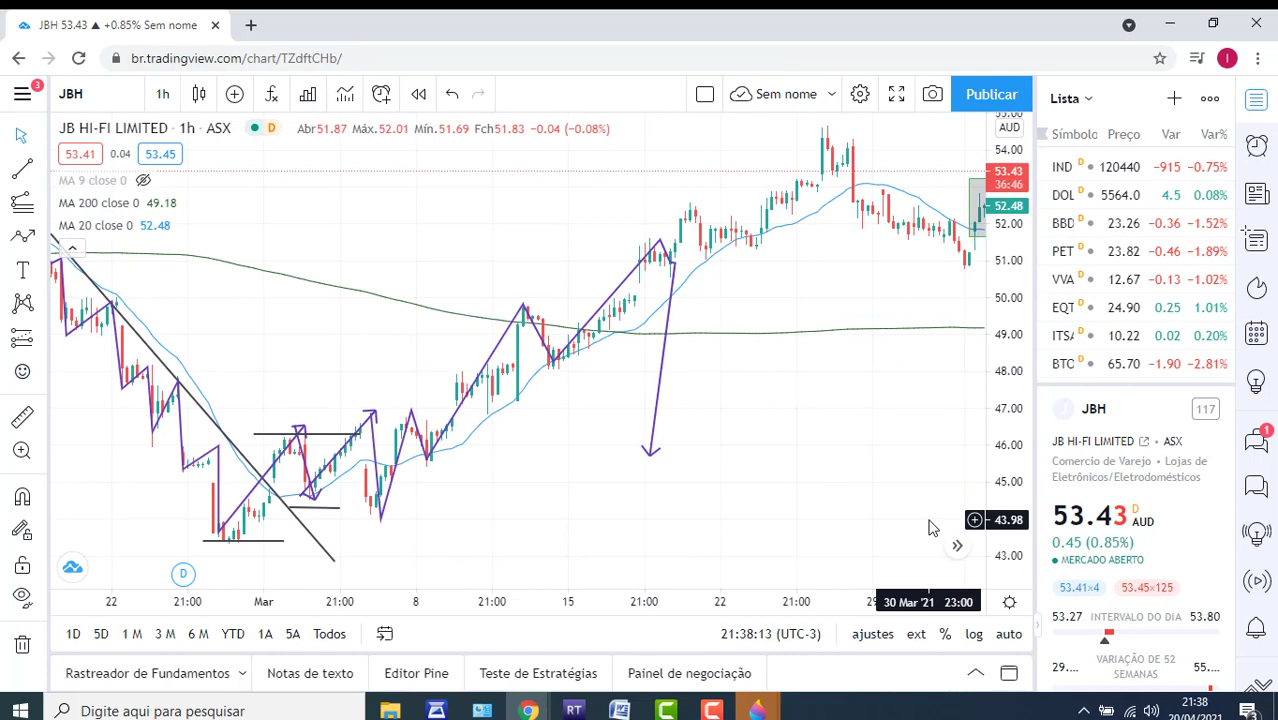 JBH 53.43 ▲ +0.85% Sem nome
br.tradingview.com/chart/TZdftCHb/
3
JBH 1h Sem nome Publicar
JB HI-FI LIMITED · 1h · ASX D Abr51.87 Máx.52.01 Mín.51.69 Fch51.83 −0.04 (−0.08%)
53.41 0.04 53.45
MA 9 close 0
MA 200 close 0 49.18
MA 20 close 0 52.48
AUD
54.00
53.43
36:46
52.48
52.00
51.00
50.00
49.00
48.00
47.00
46.00
45.00
43.98
43.00
D
22 21:00 Mar 21:00 8 21:00 15 21:00 22 21:00 30 Mar '21 23:00
1D 5D 1 M 3 M 6 M YTD 1A 5A Todos 21:38:13 (UTC-3) ajustes ext % log auto
Rastreador de Fundamentos Notas de texto Editor Pine Teste de Estratégias Painel de negociação
Lista
Símbolo Preço Var Var%
IND D 120440 −915 −0.75%
DOL D 5564.0 4.5 0.08%
BBD D 23.26 −0.36 −1.52%
PET D 23.82 −0.46 −1.89%
VVA D 12.67 −0.13 −1.02%
EQT D 24.90 0.25 1.01%
ITSA D 10.22 0.02 0.20%
BTO D 65.70 −1.90 −2.81%
JBH 117
JB HI-FI LIMITED · ASX
Comercio de Varejo · Lojas de
Eletrônicos/Eletrodomésticos
53.43 D AUD
0.45 (0.85%)
MERCADO ABERTO
53.41×4 53.45×125
53.27 INTERVALO DO DIA 53.80
29.... VARIAÇÃO DE 52 55....
SEMANAS
1
Digite aqui para pesquisar
RT
21:38
20/04/2021
3